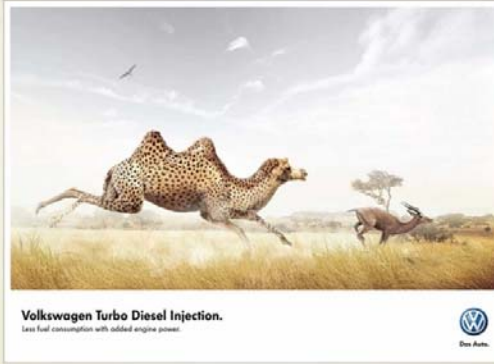 Volkswagen Turbo Diesel Injection.
Less fuel consumption with added engine power.
Das Auto.